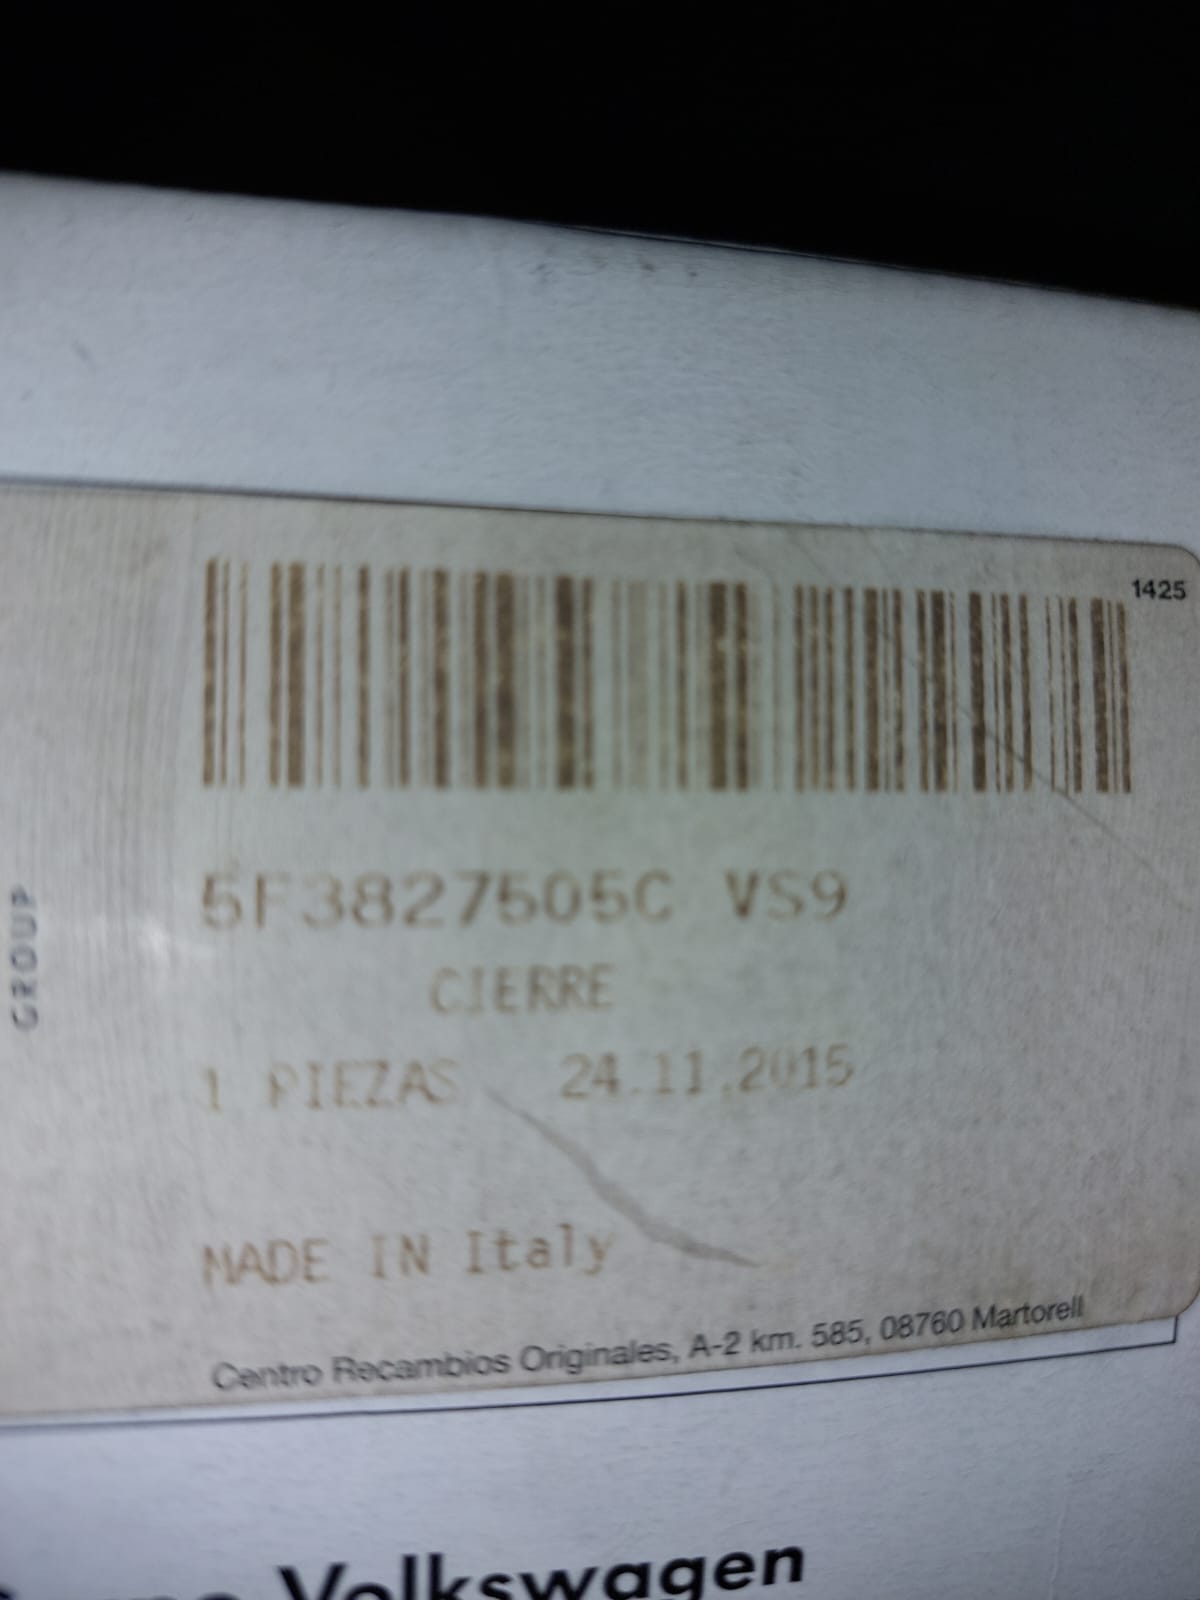 1425
5F3827505C VS9
CIERRE
1 PIEZAS 24.11.2015
MADE IN Italy
Centro Recambios Originales, A-2 km. 585, 08760 Martorell
GROUP
Volkswagen